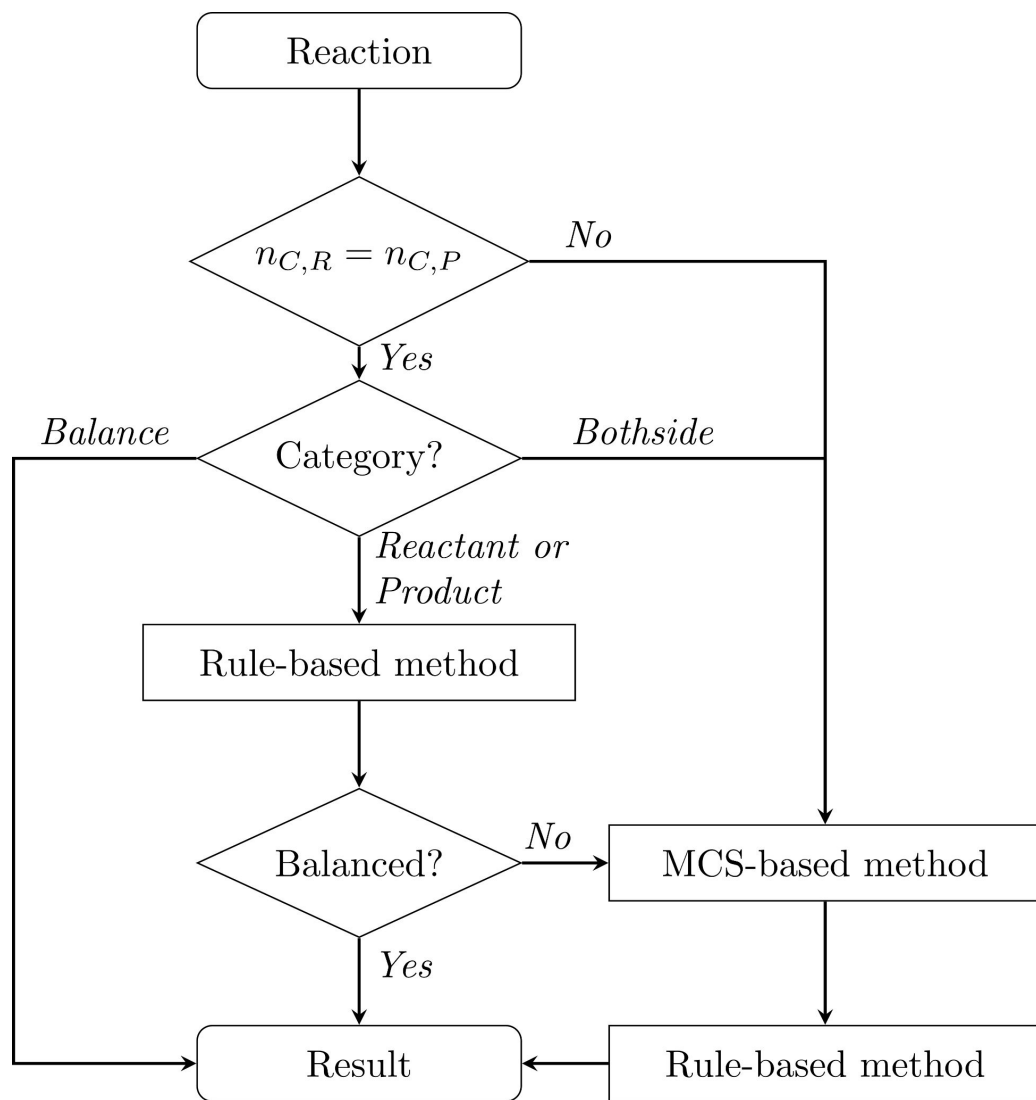 Reaction
n_{C,R} = n_{C,P}
No
Yes
Balance
Category?
Bothside
Reactant or
Product
Rule-based method
Balanced?
No
MCS-based method
Yes
Result
Rule-based method